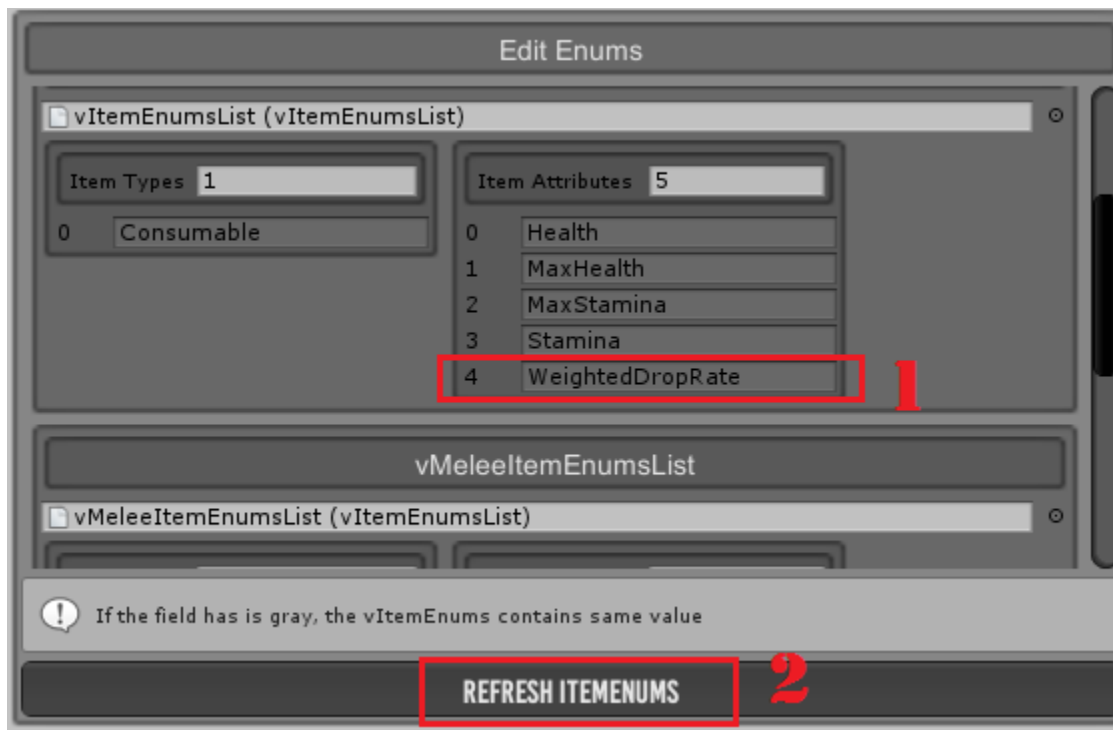 Edit Enums
vItemEnumsList (vItemEnumsList)
Item Types 1
0 Consumable
Item Attributes 5
0 Health
1 MaxHealth
2 MaxStamina
3 Stamina
4 WeightedDropRate
1
vMeleeItemEnumsList
vMeleeItemEnumsList (vItemEnumsList)
If the field has is gray, the vItemEnums contains same value
REFRESH ITEMENUMS
2